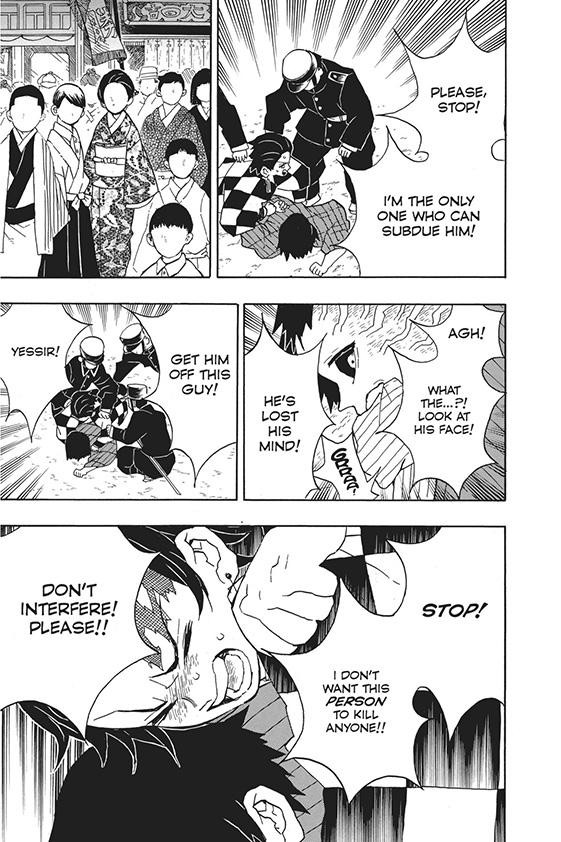 PLEASE,
STOP!
I'M THE ONLY
ONE WHO CAN
SUBDUE HIM!
AGH!
WHAT
THE...?!
LOOK AT
HIS FACE!
HE'S
LOST
HIS
MIND!
GET HIM
OFF THIS
GUY!
YESSIR!
STOP!
I DON'T
WANT THIS
PERSON
TO KILL
ANYONE!!
DON'T
INTERFERE!
PLEASE!!